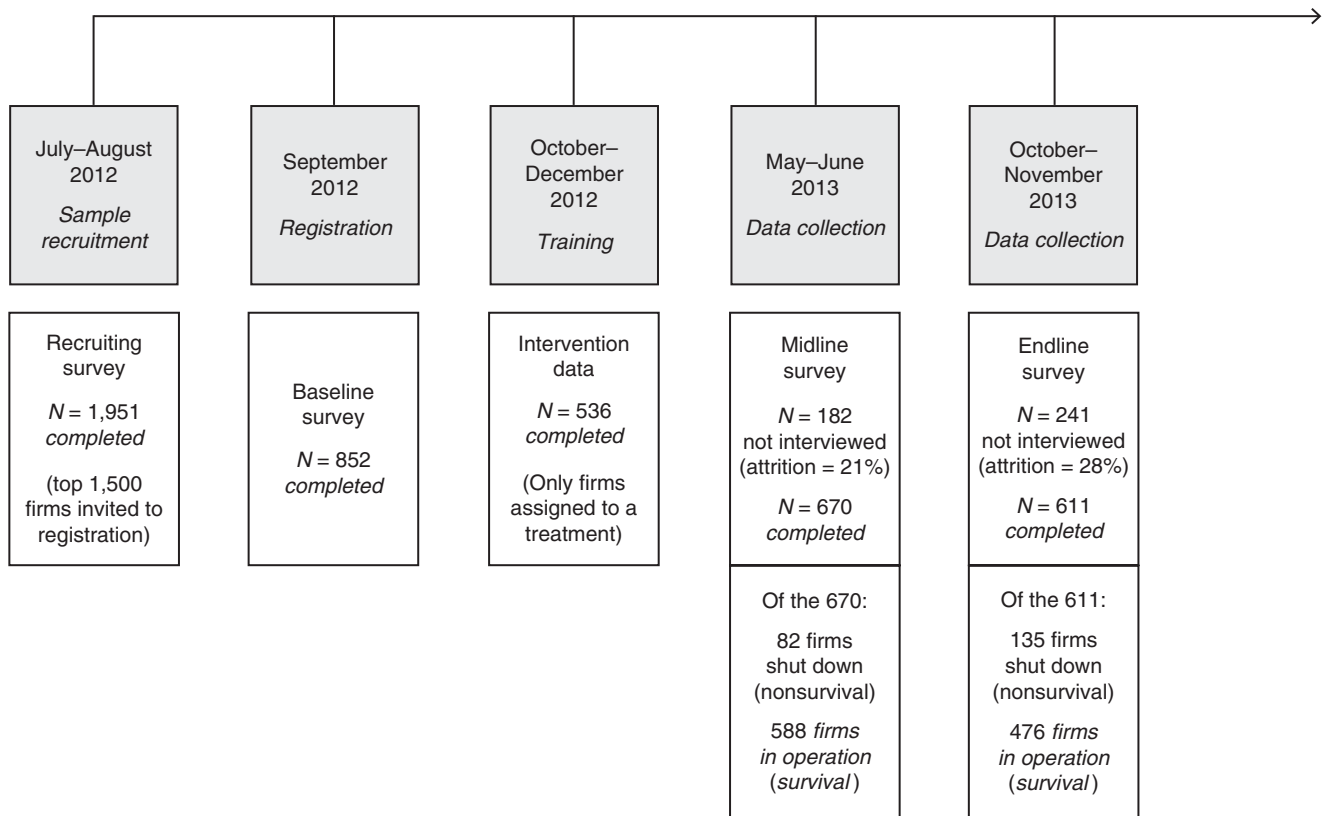 July–August
2012
Sample
recruitment
September
2012
Registration
October–
December
2012
Training
May–June
2013
Data collection
October–
November
2013
Data collection
Recruiting
survey
N = 1,951
completed
(top 1,500
firms invited to
registration)
Baseline
survey
N = 852
completed
Intervention
data
N = 536
completed
(Only firms
assigned to a
treatment)
Midline
survey
N = 182
not interviewed
(attrition = 21%)
N = 670
completed
Endline
survey
N = 241
not interviewed
(attrition = 28%)
N = 611
completed
Of the 670:
82 firms
shut down
(nonsurvival)
588 firms
in operation
(survival)
Of the 611:
135 firms
shut down
(nonsurvival)
476 firms
in operation
(survival)